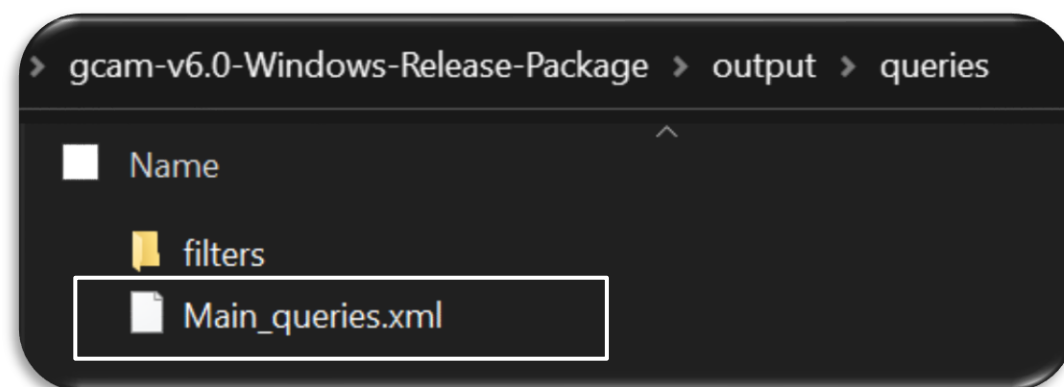 > gcam-v6.0-Windows-Release-Package > output > queries
Name
filters
Main_queries.xml